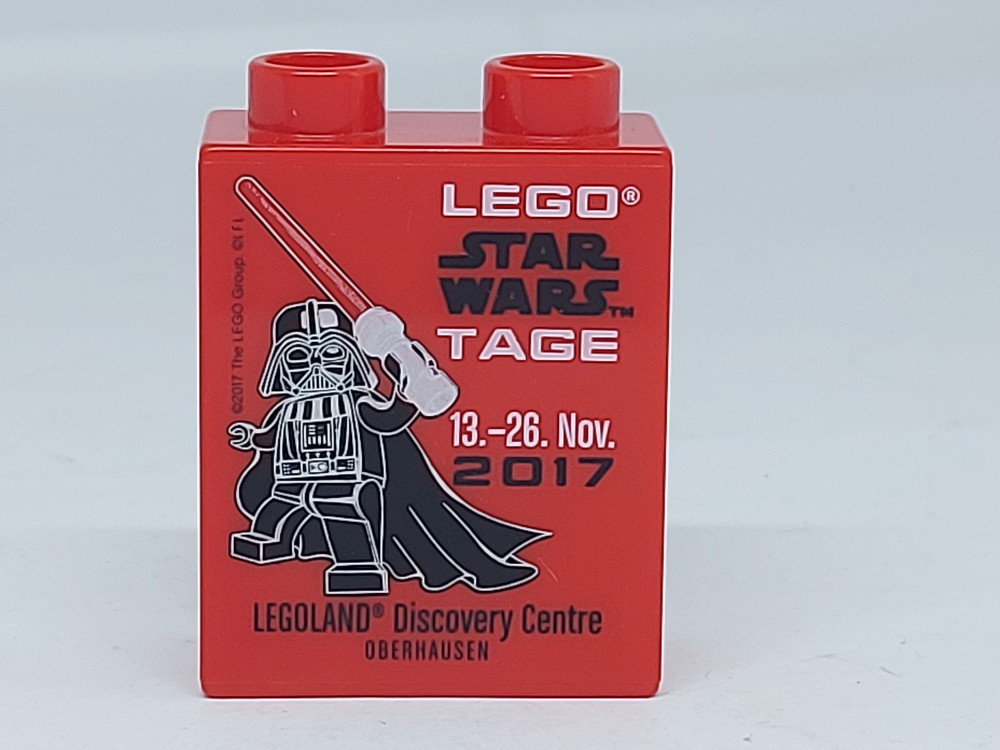 LEGO®
STAR
WARS™
TAGE
13.–26. Nov.
2017
©2017 The LEGO Group. ©LFL
LEGOLAND® Discovery Centre
OBERHAUSEN